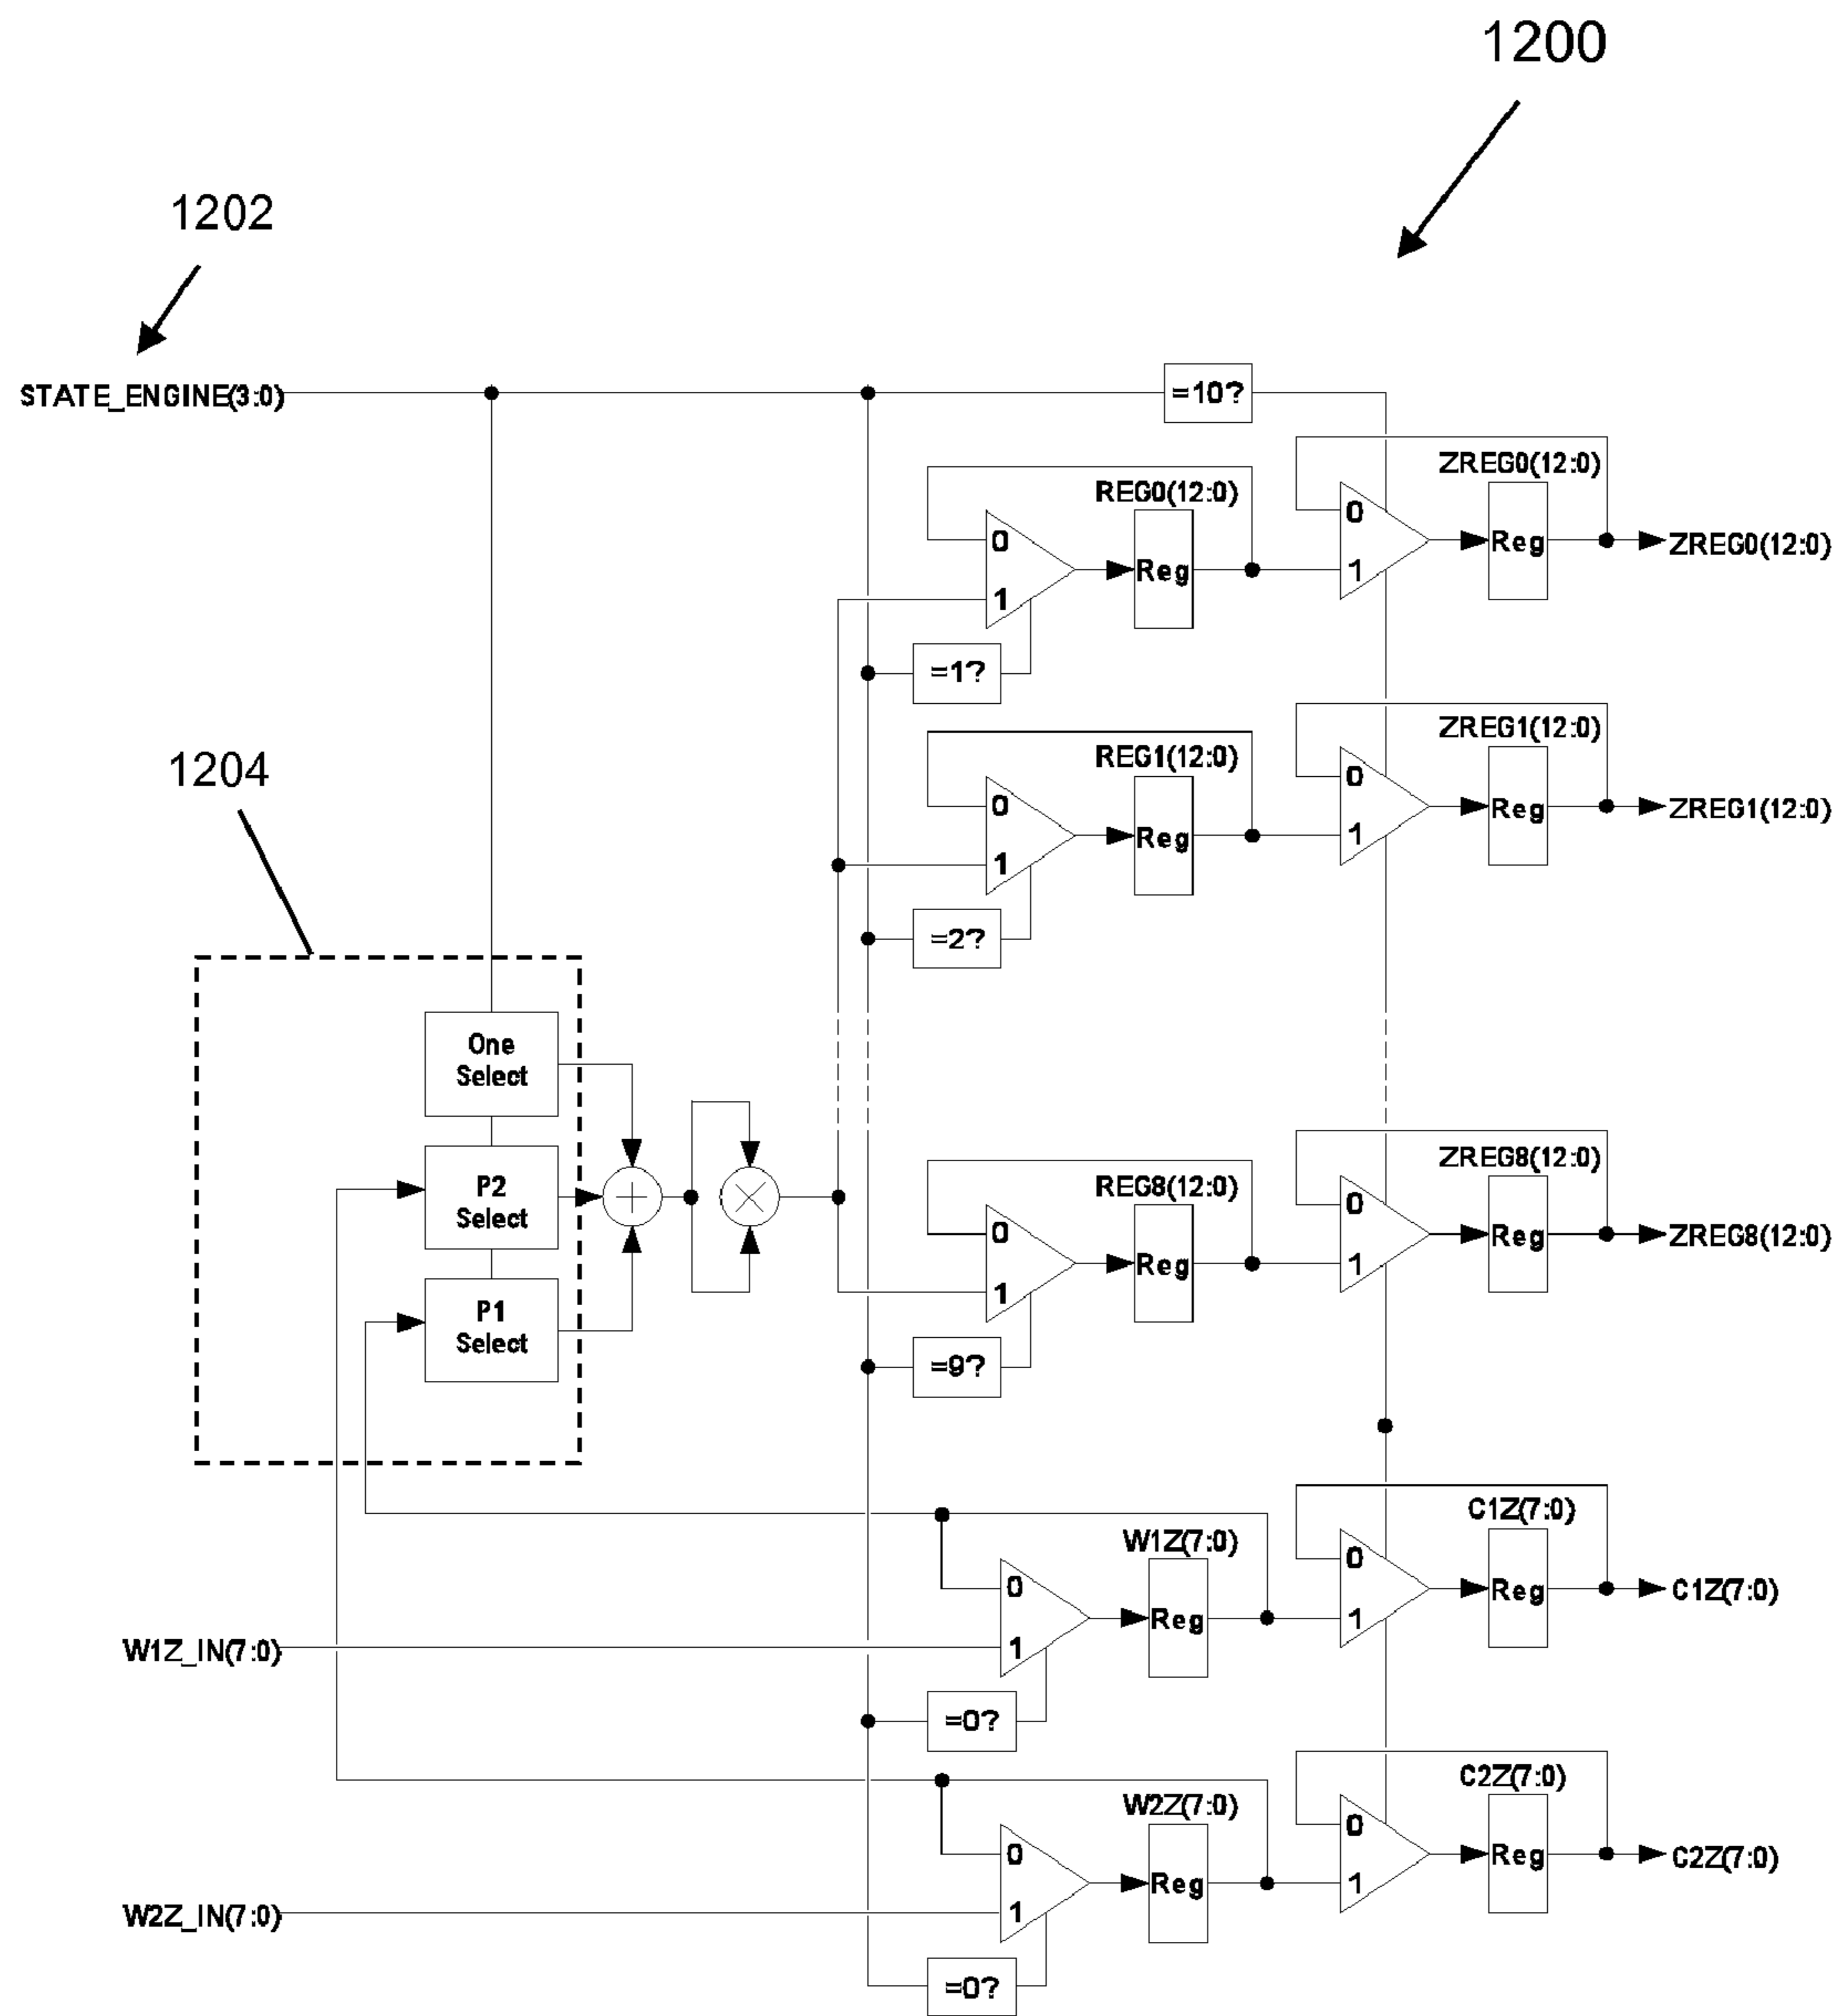 1200
1202
STATE_ENGINE(3:0)
=10?
ZREG0(12:0)
REG0(12:0)
0
0
1
Reg
1
Reg
ZREG0(12:0)
=1?
ZREG1(12:0)
REG1(12:0)
0
0
1
Reg
1
Reg
ZREG1(12:0)
=2?
1204
One
Select
P2
Select
P1
Select
ZREG8(12:0)
REG8(12:0)
0
0
1
Reg
1
Reg
ZREG8(12:0)
=9?
C1Z(7:0)
W1Z(7:0)
0
0
1
Reg
1
Reg
C1Z(7:0)
W1Z_IN(7:0)
=0?
C2Z(7:0)
W2Z(7:0)
0
0
1
Reg
1
Reg
C2Z(7:0)
W2Z_IN(7:0)
=0?